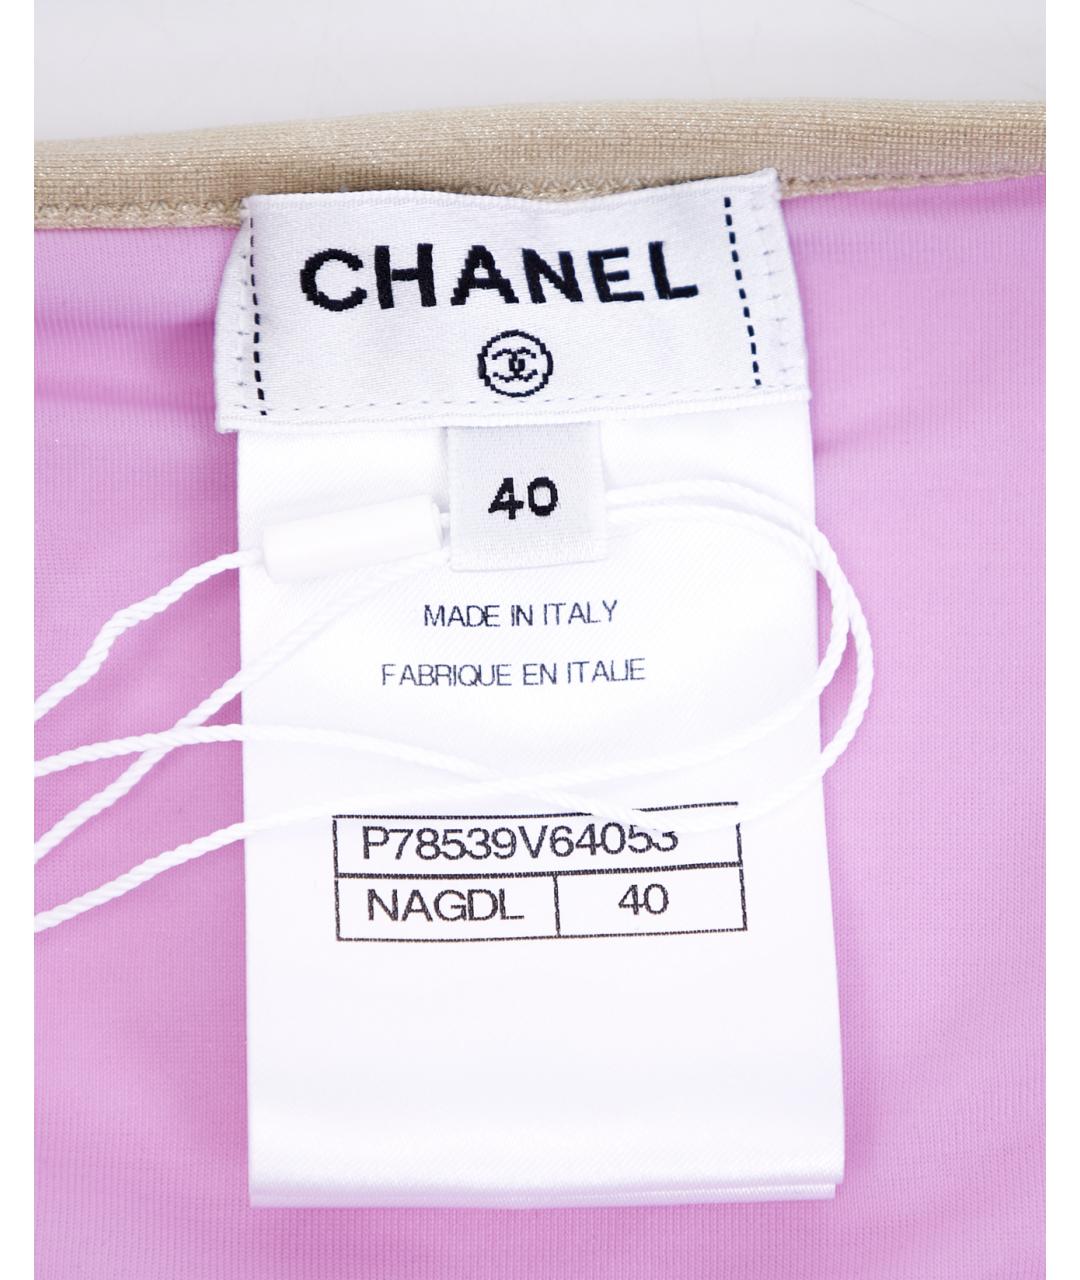 CHANEL
40
MADE IN ITALY
FABRIQUE EN ITALIE
P78539V64053
NAGDL 40